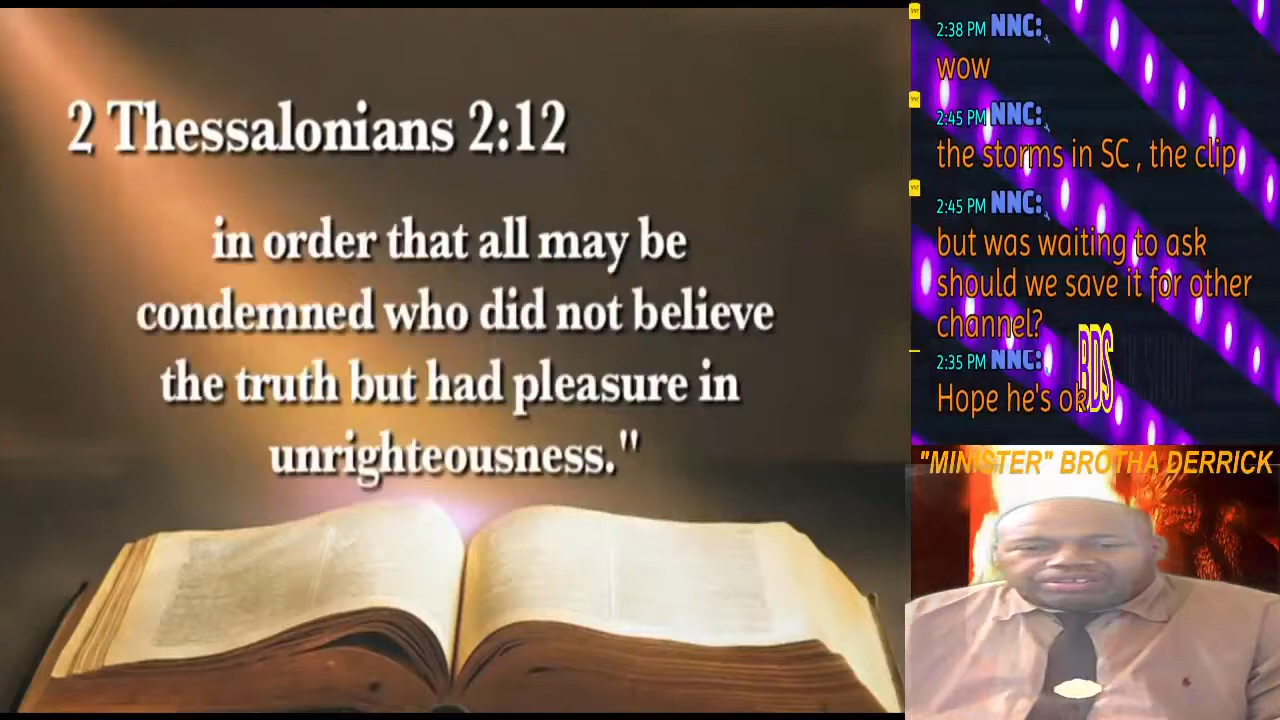 2 Thessalonians 2:12
in order that all may be
condemned who did not believe
the truth but had pleasure in
unrighteousness."
2:38 PM NNC:
wow
2:45 PM NNC:
the storms in SC , the clip
2:45 PM NNC:
but was waiting to ask
should we save it for other
channel?
2:35 PM NNC:
Hope he's ok
BDS
"MINISTER" BROTHA DERRICK